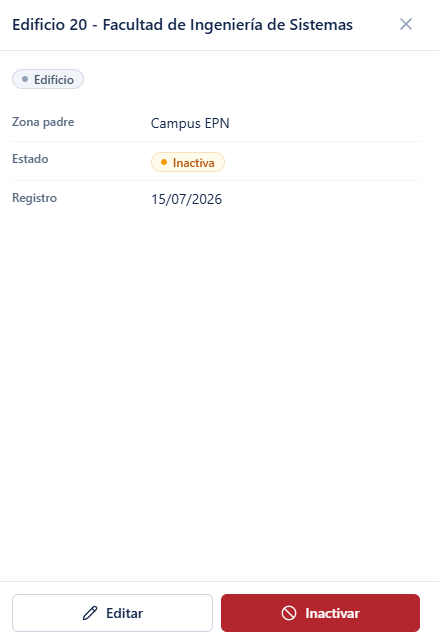 Edificio 20 - Facultad de Ingeniería de Sistemas
Edificio
Zona padre Campus EPN
Estado Inactiva
Registro 15/07/2026
Editar Inactivar